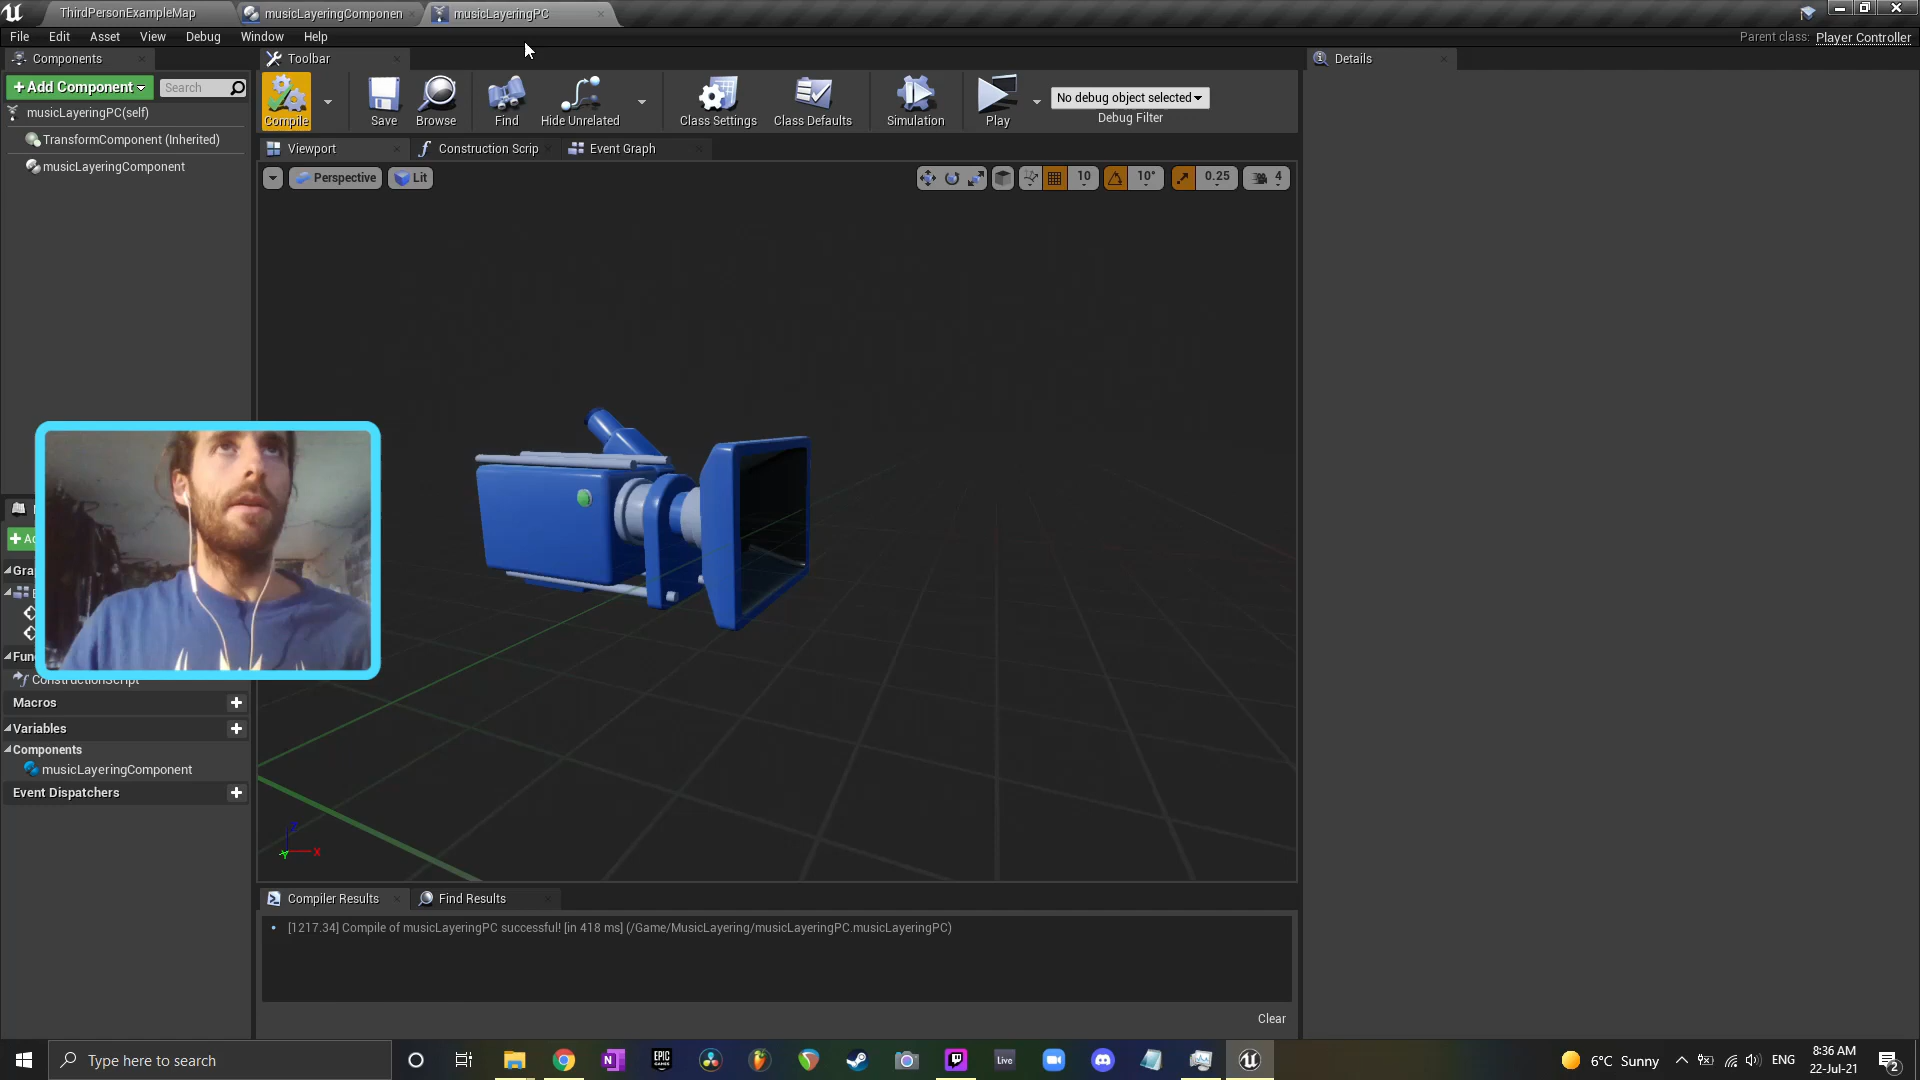 ThirdPersonExampleMap
musicLayeringComponen
musicLayeringPC
File
Edit
Asset
View
Debug
Window
Help
Parent class:
Player Controller
Components
Toolbar
Details
Add Component
Search
Compile
Save
Browse
Find
Hide Unrelated
Class Settings
Class Defaults
Simulation
Play
No debug object selected
Debug Filter
musicLayeringPC(self)
TransformComponent (Inherited)
musicLayeringComponent
Viewport
Construction Scrip
Event Graph
Perspective
Lit
10
10°
0.25
4
Macros
Variables
Components
musicLayeringComponent
Event Dispatchers
Z
X
Compiler Results
Find Results
[1217.34] Compile of musicLayeringPC successful! [in 418 ms] (/Game/MusicLayering/musicLayeringPC.musicLayeringPC)
Clear
Type here to search
EPIC GAMES
Live
6°C Sunny
ENG
8:36 AM
22-Jul-21
2